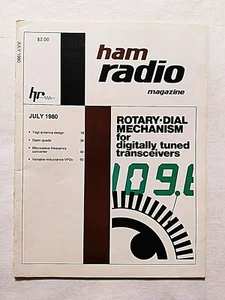 JULY 1980
$2.00
ham
radio
magazine
hr
JULY 1980
• Yagi antenna design
• Open quads
• Microwave frequency
converter
• Variable-inductance VFOs
ROTARY-DIAL
MECHANISM
for
digitally tuned
transceivers
109.6